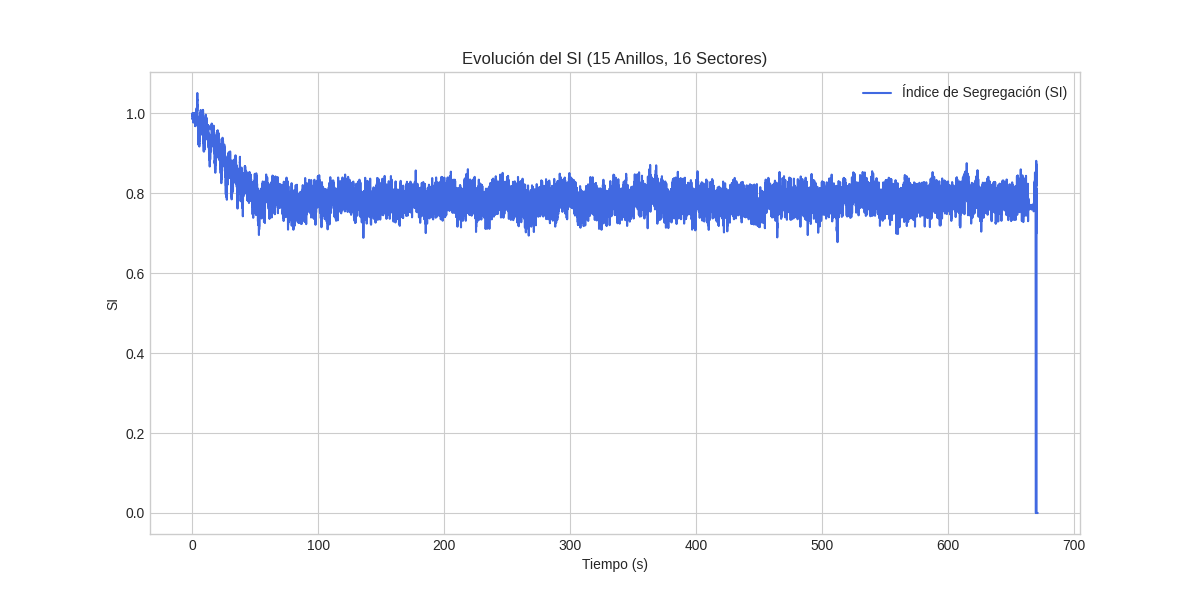 Evolución del SI (15 Anillos, 16 Sectores)
Índice de Segregación (SI)
1.0
0.8
0.6
0.4
0.2
0.0
SI
0 100 200 300 400 500 600 700
Tiempo (s)